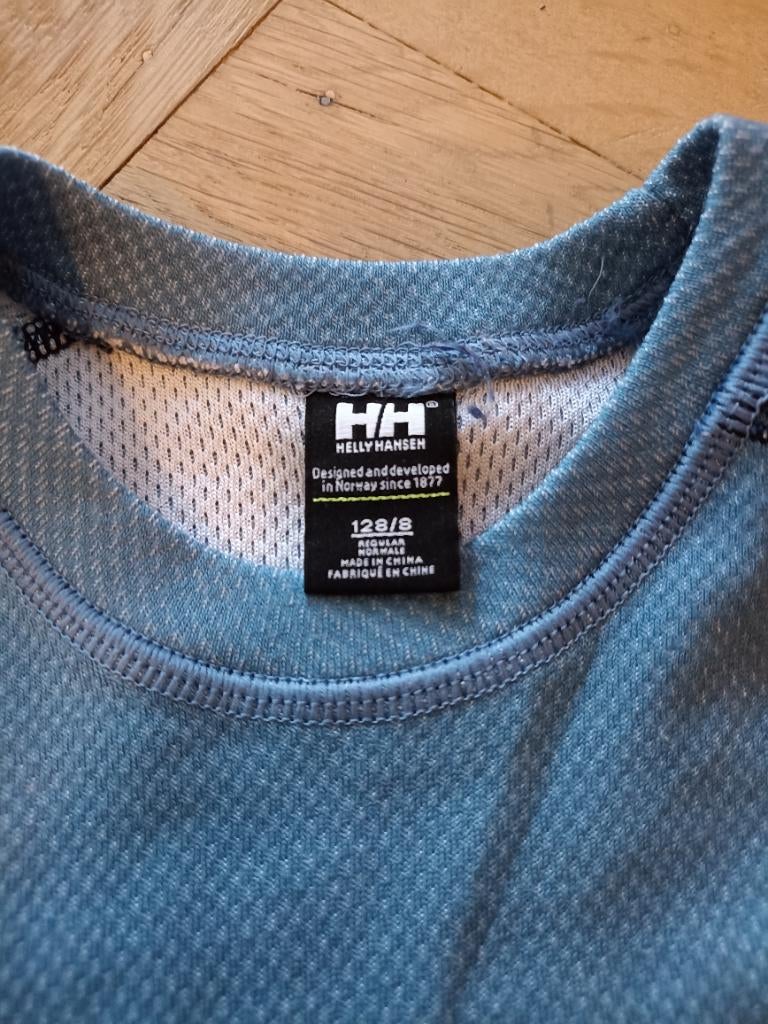 HH®
HELLY HANSEN
Designed and developed
in Norway since 1877
128/8
REGULAR
NORMALE
MADE IN CHINA
FABRIQUÉ EN CHINE